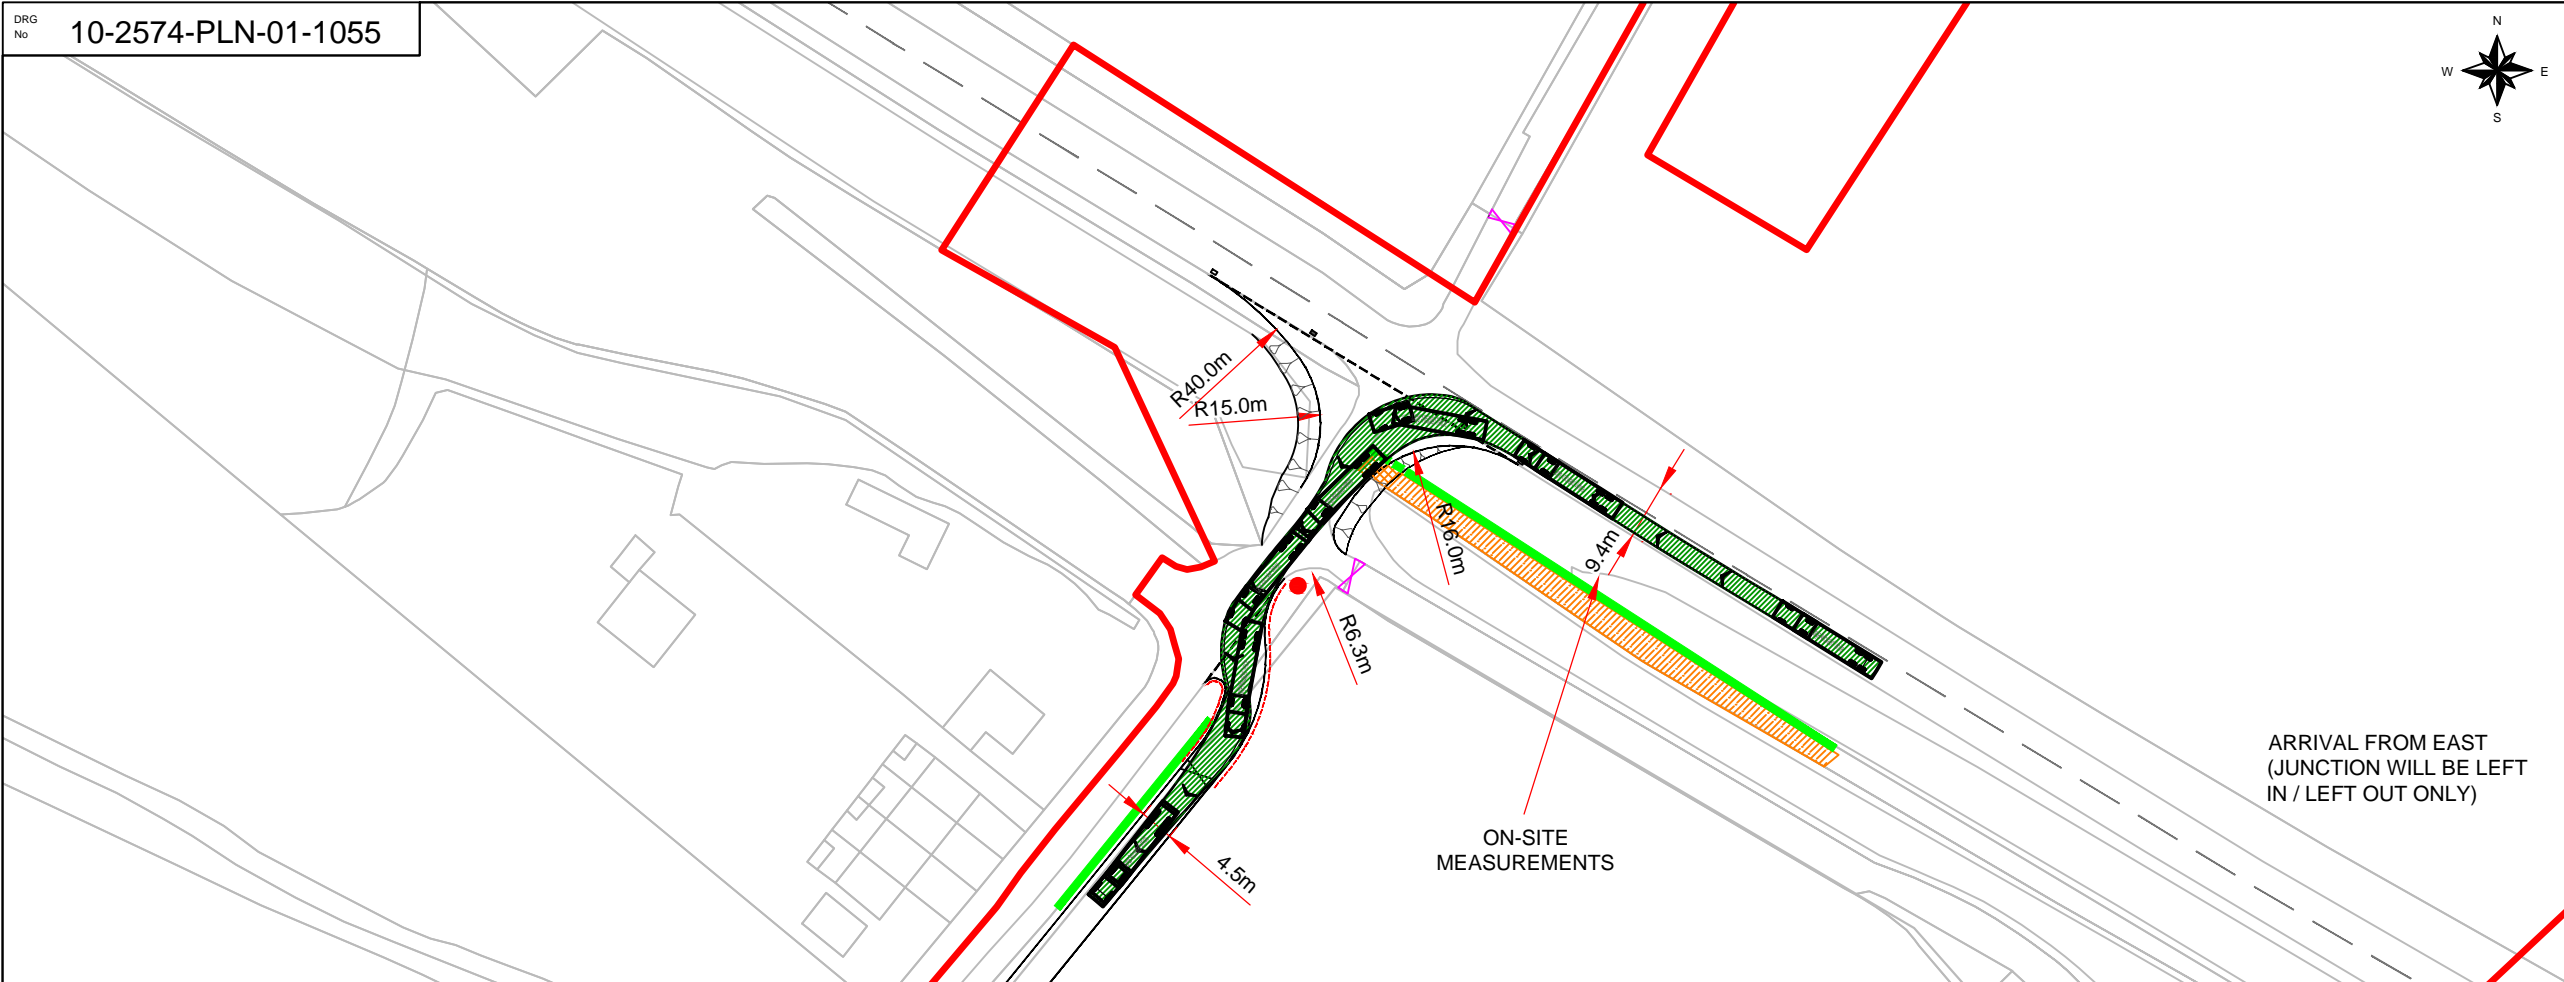 DRG
No
10-2574-PLN-01-1055
N
W
E
S
R40.0m
R15.0m
R16.0m
9.4m
R6.3m
4.5m
ON-SITE
MEASUREMENTS
ARRIVAL FROM EAST
(JUNCTION WILL BE LEFT
IN / LEFT OUT ONLY)